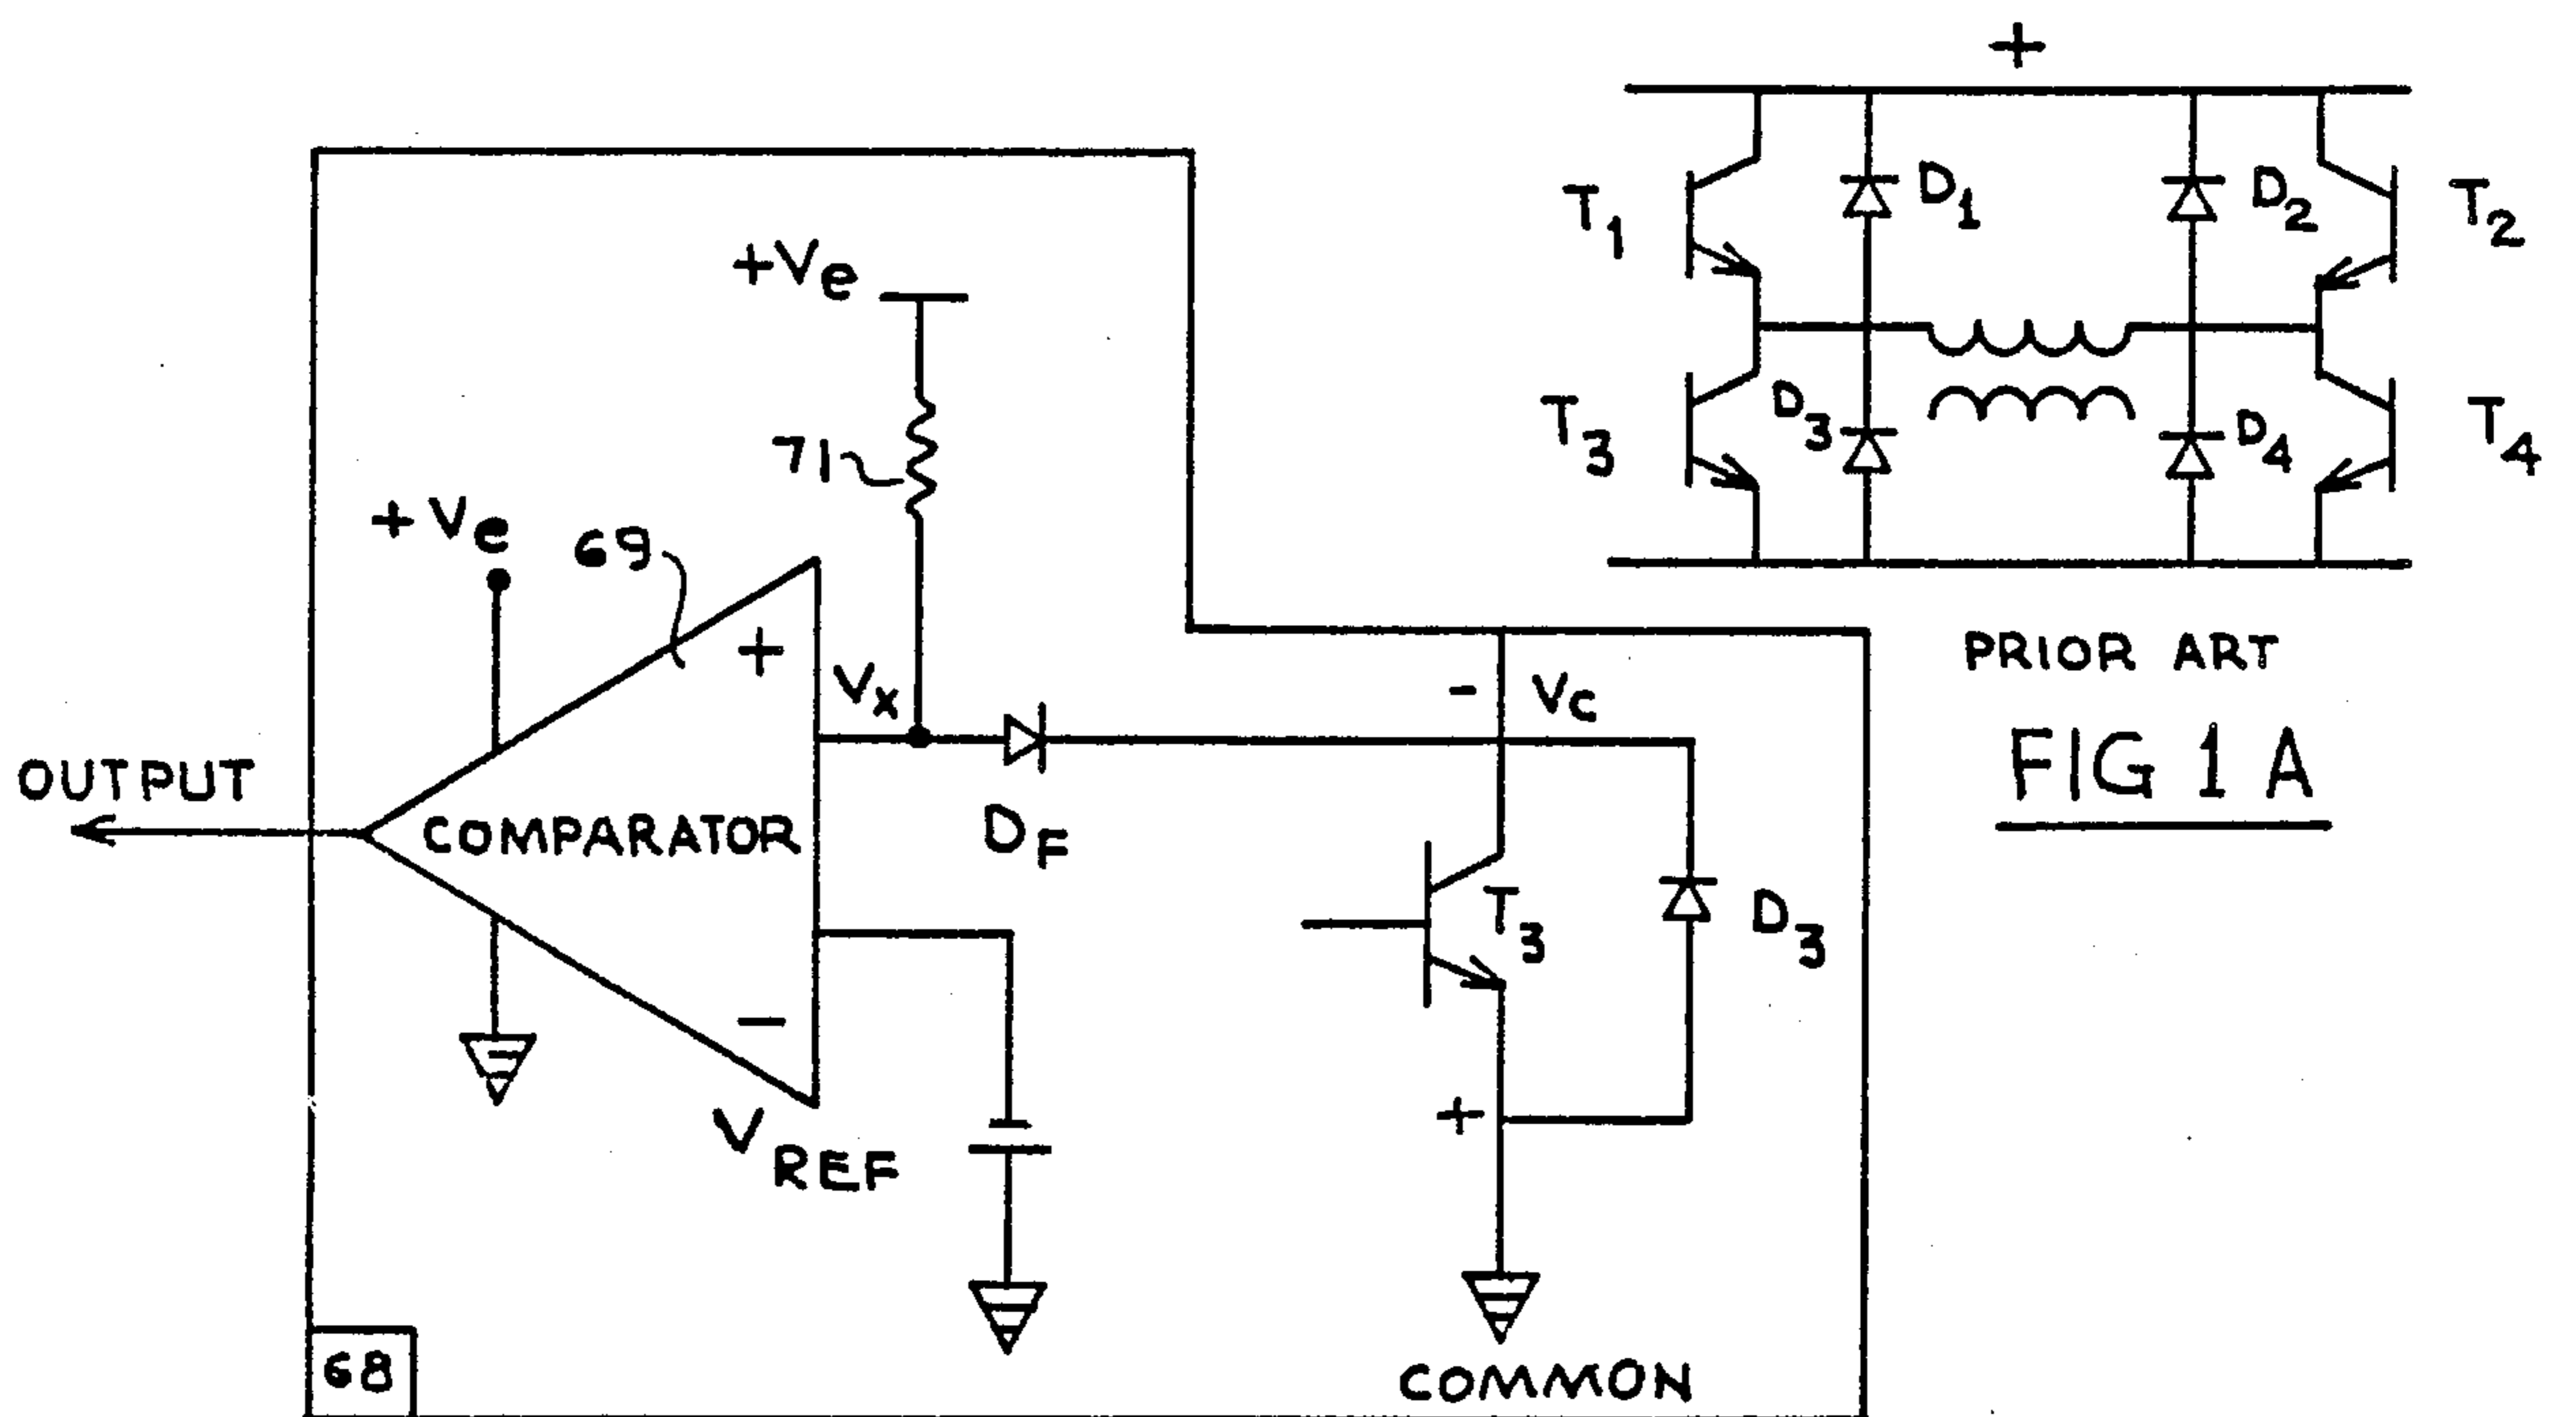 +
D1
D2
T1
T2
+Ve
D3
T3
D4
T4
71
+Ve
69
+
PRIOR ART
Vx
- Vc
FIG 1 A
OUTPUT
COMPARATOR
DF
T3
D3
−
+
VREF
68
COMMON